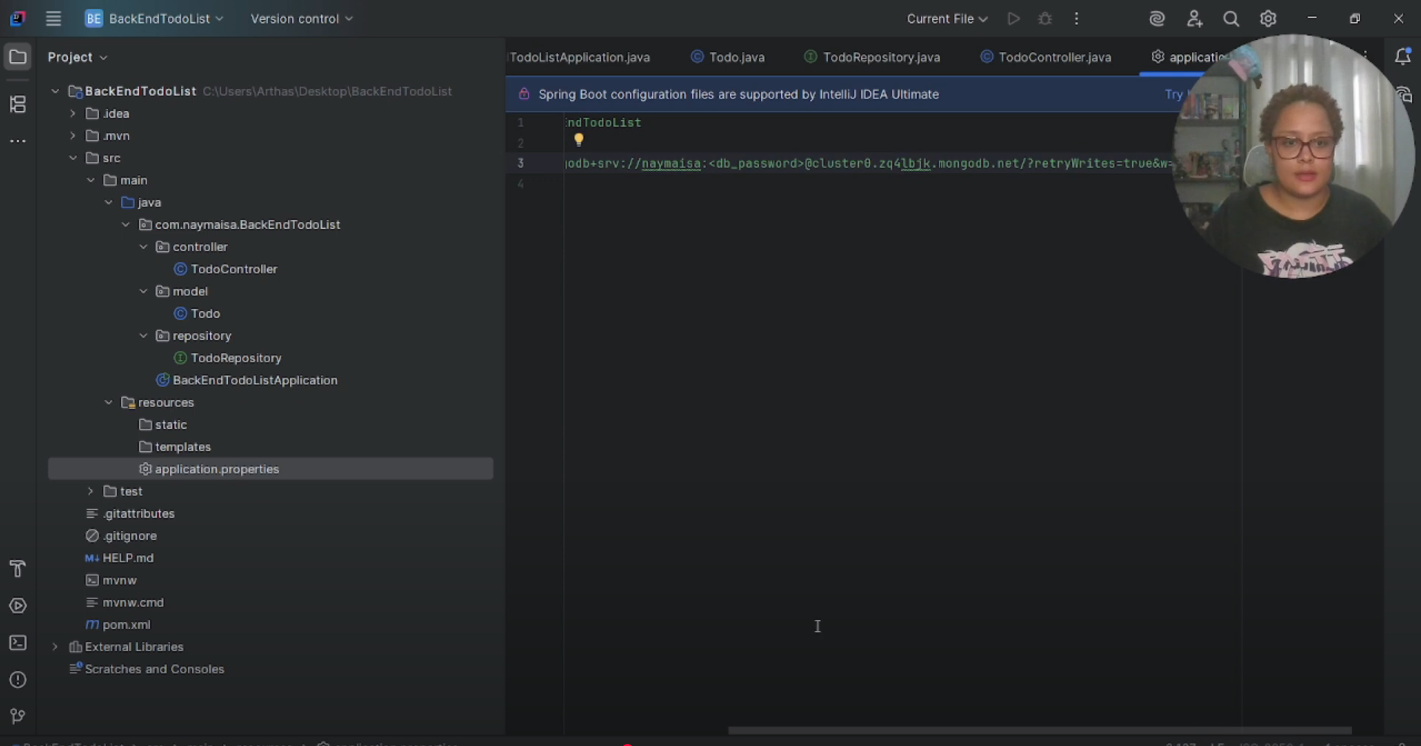 BE BackEndTodoList Version control Current File
Project
TodoListApplication.java Todo.java TodoRepository.java TodoController.java
BackEndTodoList C:\Users\Arthas\Desktop\BackEndTodoList
Spring Boot configuration files are supported by IntelliJ IDEA Ultimate Try
.idea
.mvn
src
main
java
com.naymaisa.BackEndTodoList
controller
TodoController
model
Todo
repository
TodoRepository
BackEndTodoListApplication
resources
static
templates
application.properties
test
.gitattributes
.gitignore
M↓ HELP.md
mvnw
mvnw.cmd
m pom.xml
External Libraries
Scratches and Consoles
1 ndTodoList
2
3 odb+srv://naymaisa:<db_password>@cluster0.zq4lbjk.mongodb.net/?retryWrites=true&w=
4